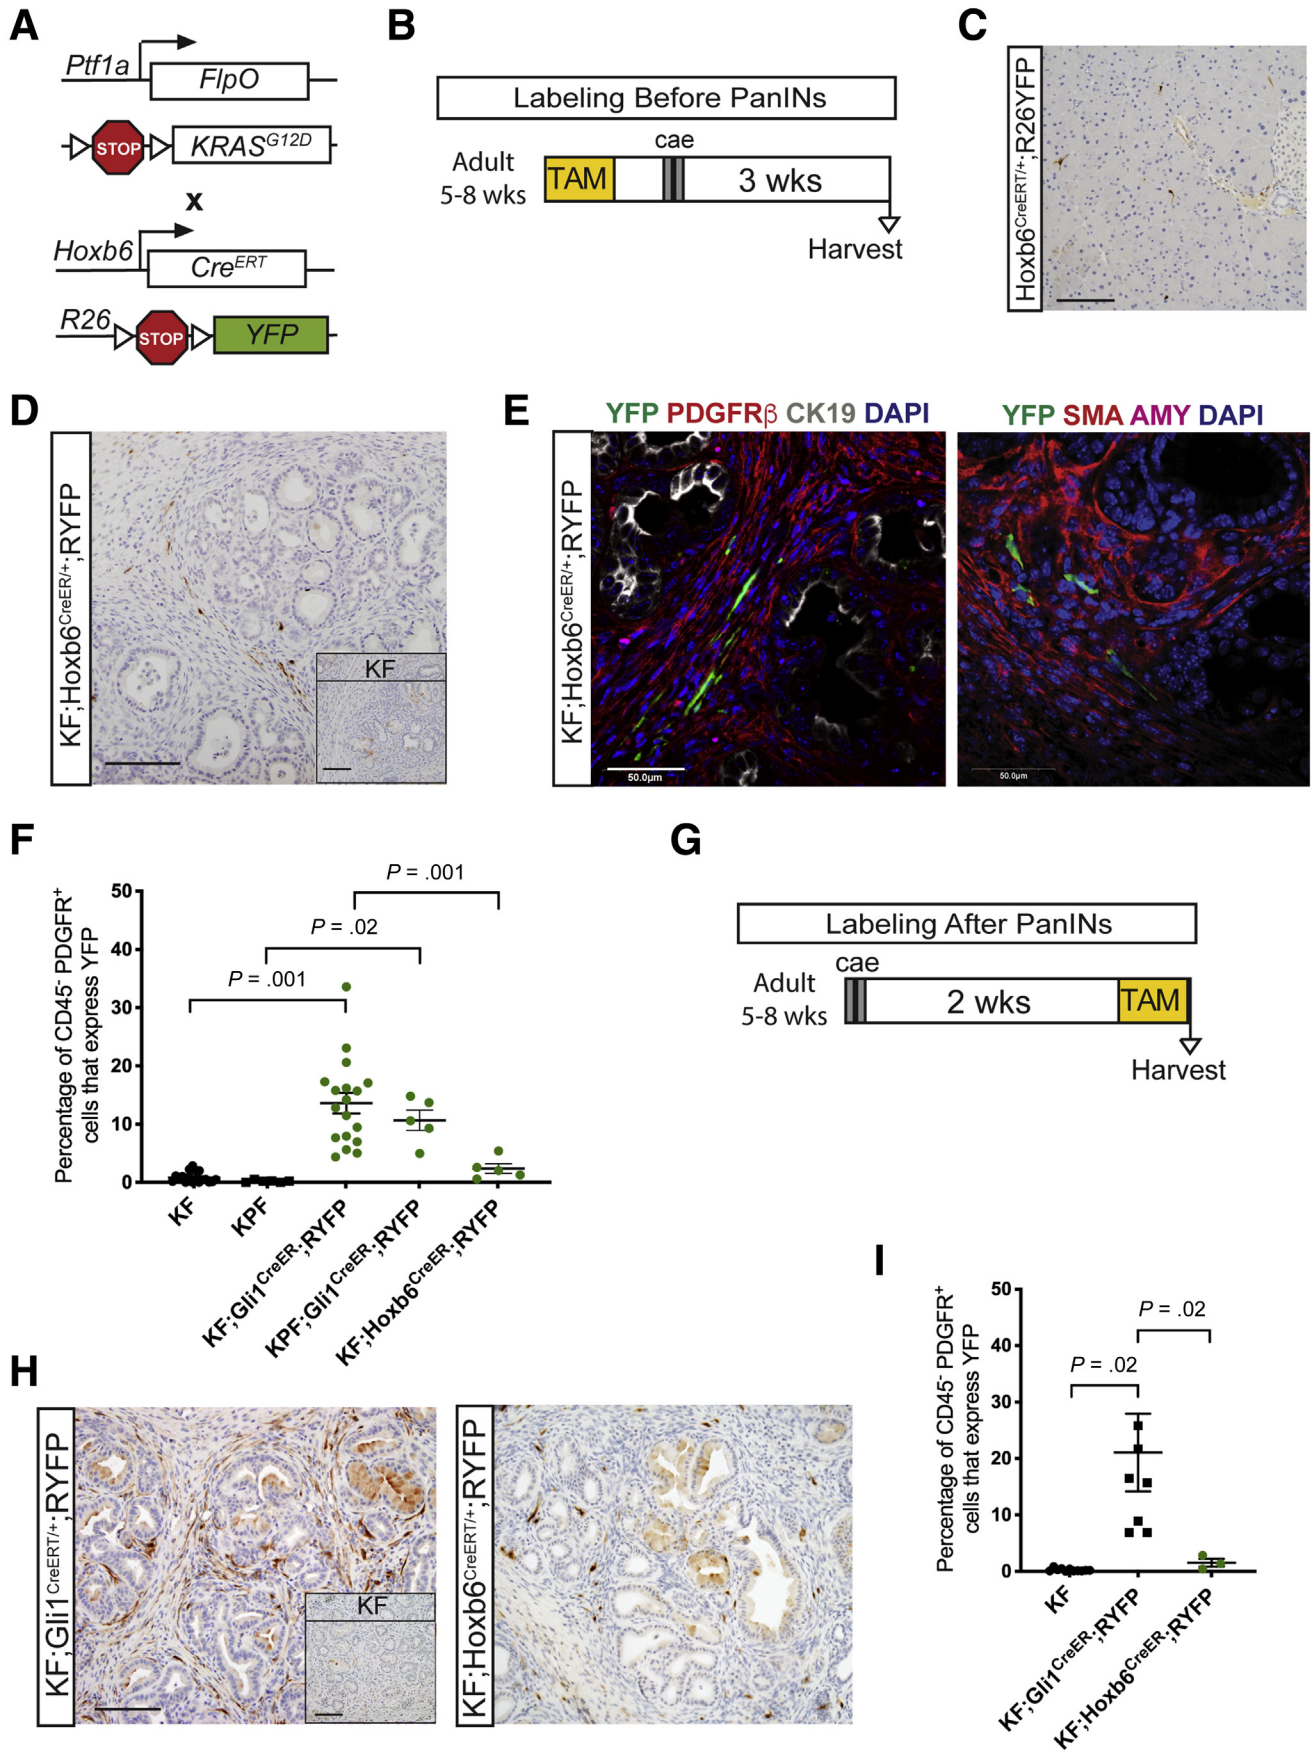 A
Ptf1a
FlpO
STOP
KRAS^G12D
x
Hoxb6
Cre^ERT
R26
STOP
YFP
B
Labeling Before PanINs
cae
Adult
5-8 wks
TAM
3 wks
Harvest
C
Hoxb6^CreERT/+;R26YFP
D
KF;Hoxb6^CreER/+;RYFP
KF
E
YFP PDGFRβ CK19 DAPI
YFP SMA AMY DAPI
KF;Hoxb6^CreER/+;RYFP
50.0µm
50.0µm
F
Percentage of CD45- PDGFR+
cells that express YFP
50
40
30
20
10
0
P = .001
P = .02
P = .001
KF
KPF
KF;Gli1^CreER;RYFP
KPF;Gli1^CreER;RYFP
KF;Hoxb6^CreER;RYFP
G
Labeling After PanINs
cae
Adult
5-8 wks
2 wks
TAM
Harvest
H
KF;Gli1^CreERT/+;RYFP
KF
KF;Hoxb6^CreERT/+;RYFP
I
Percentage of CD45- PDGFR+
cells that express YFP
50
40
30
20
10
0
P = .02
P = .02
KF
KF;Gli1^CreER;RYFP
KF;Hoxb6^CreER;RYFP